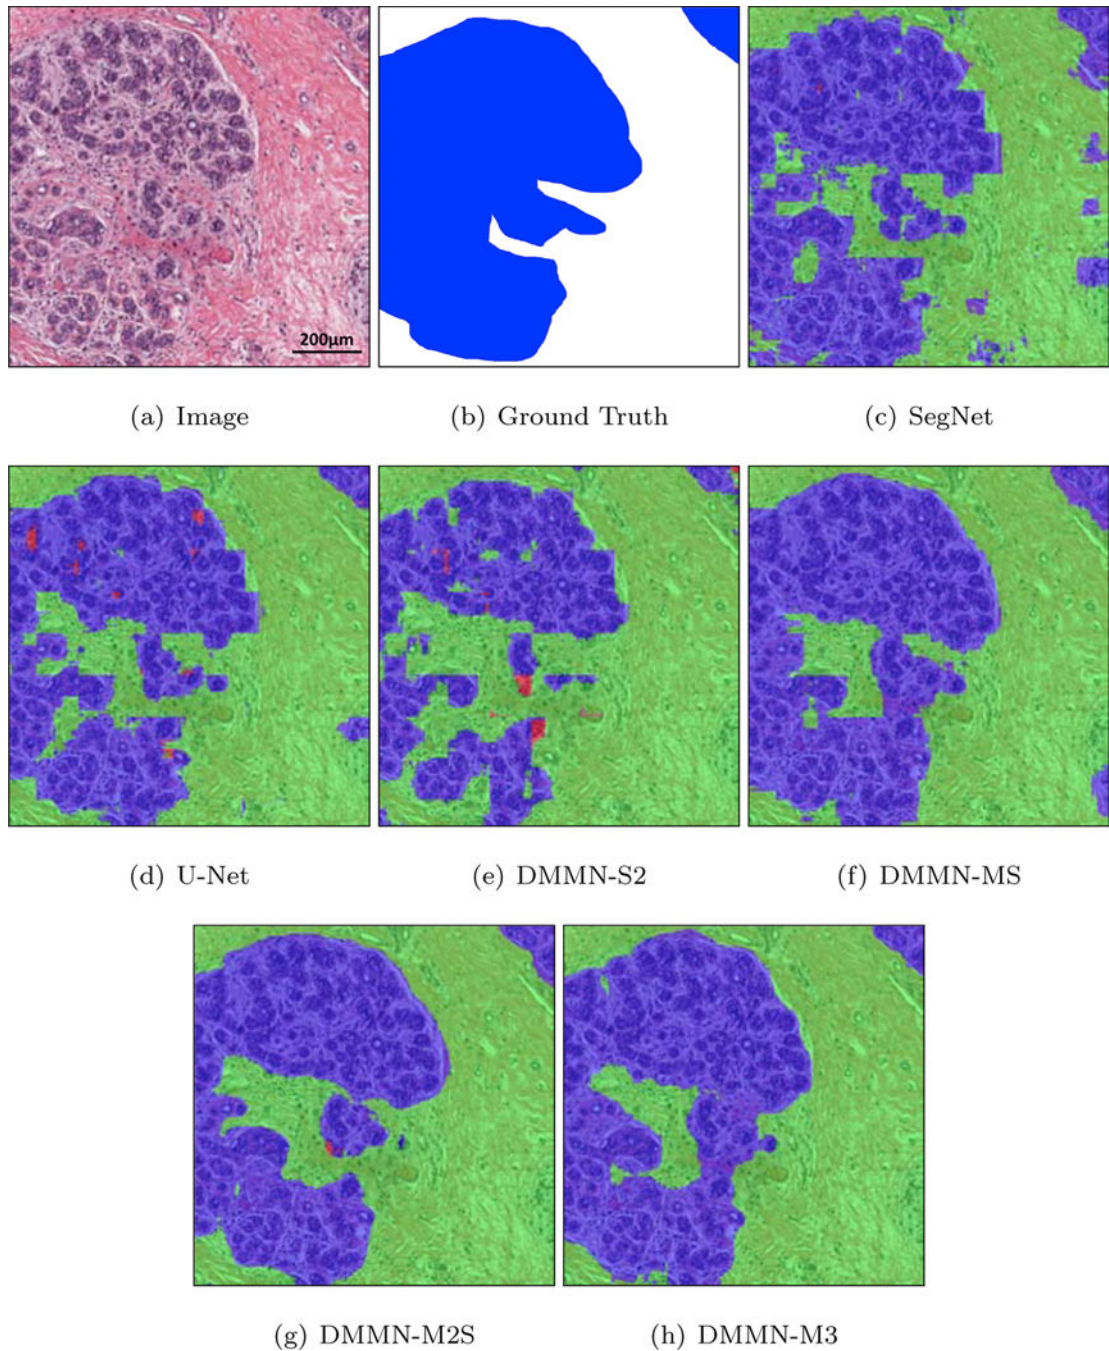 200μm
(a) Image
(b) Ground Truth
(c) SegNet
(d) U-Net
(e) DMMN-S2
(f) DMMN-MS
(g) DMMN-M2S
(h) DMMN-M3